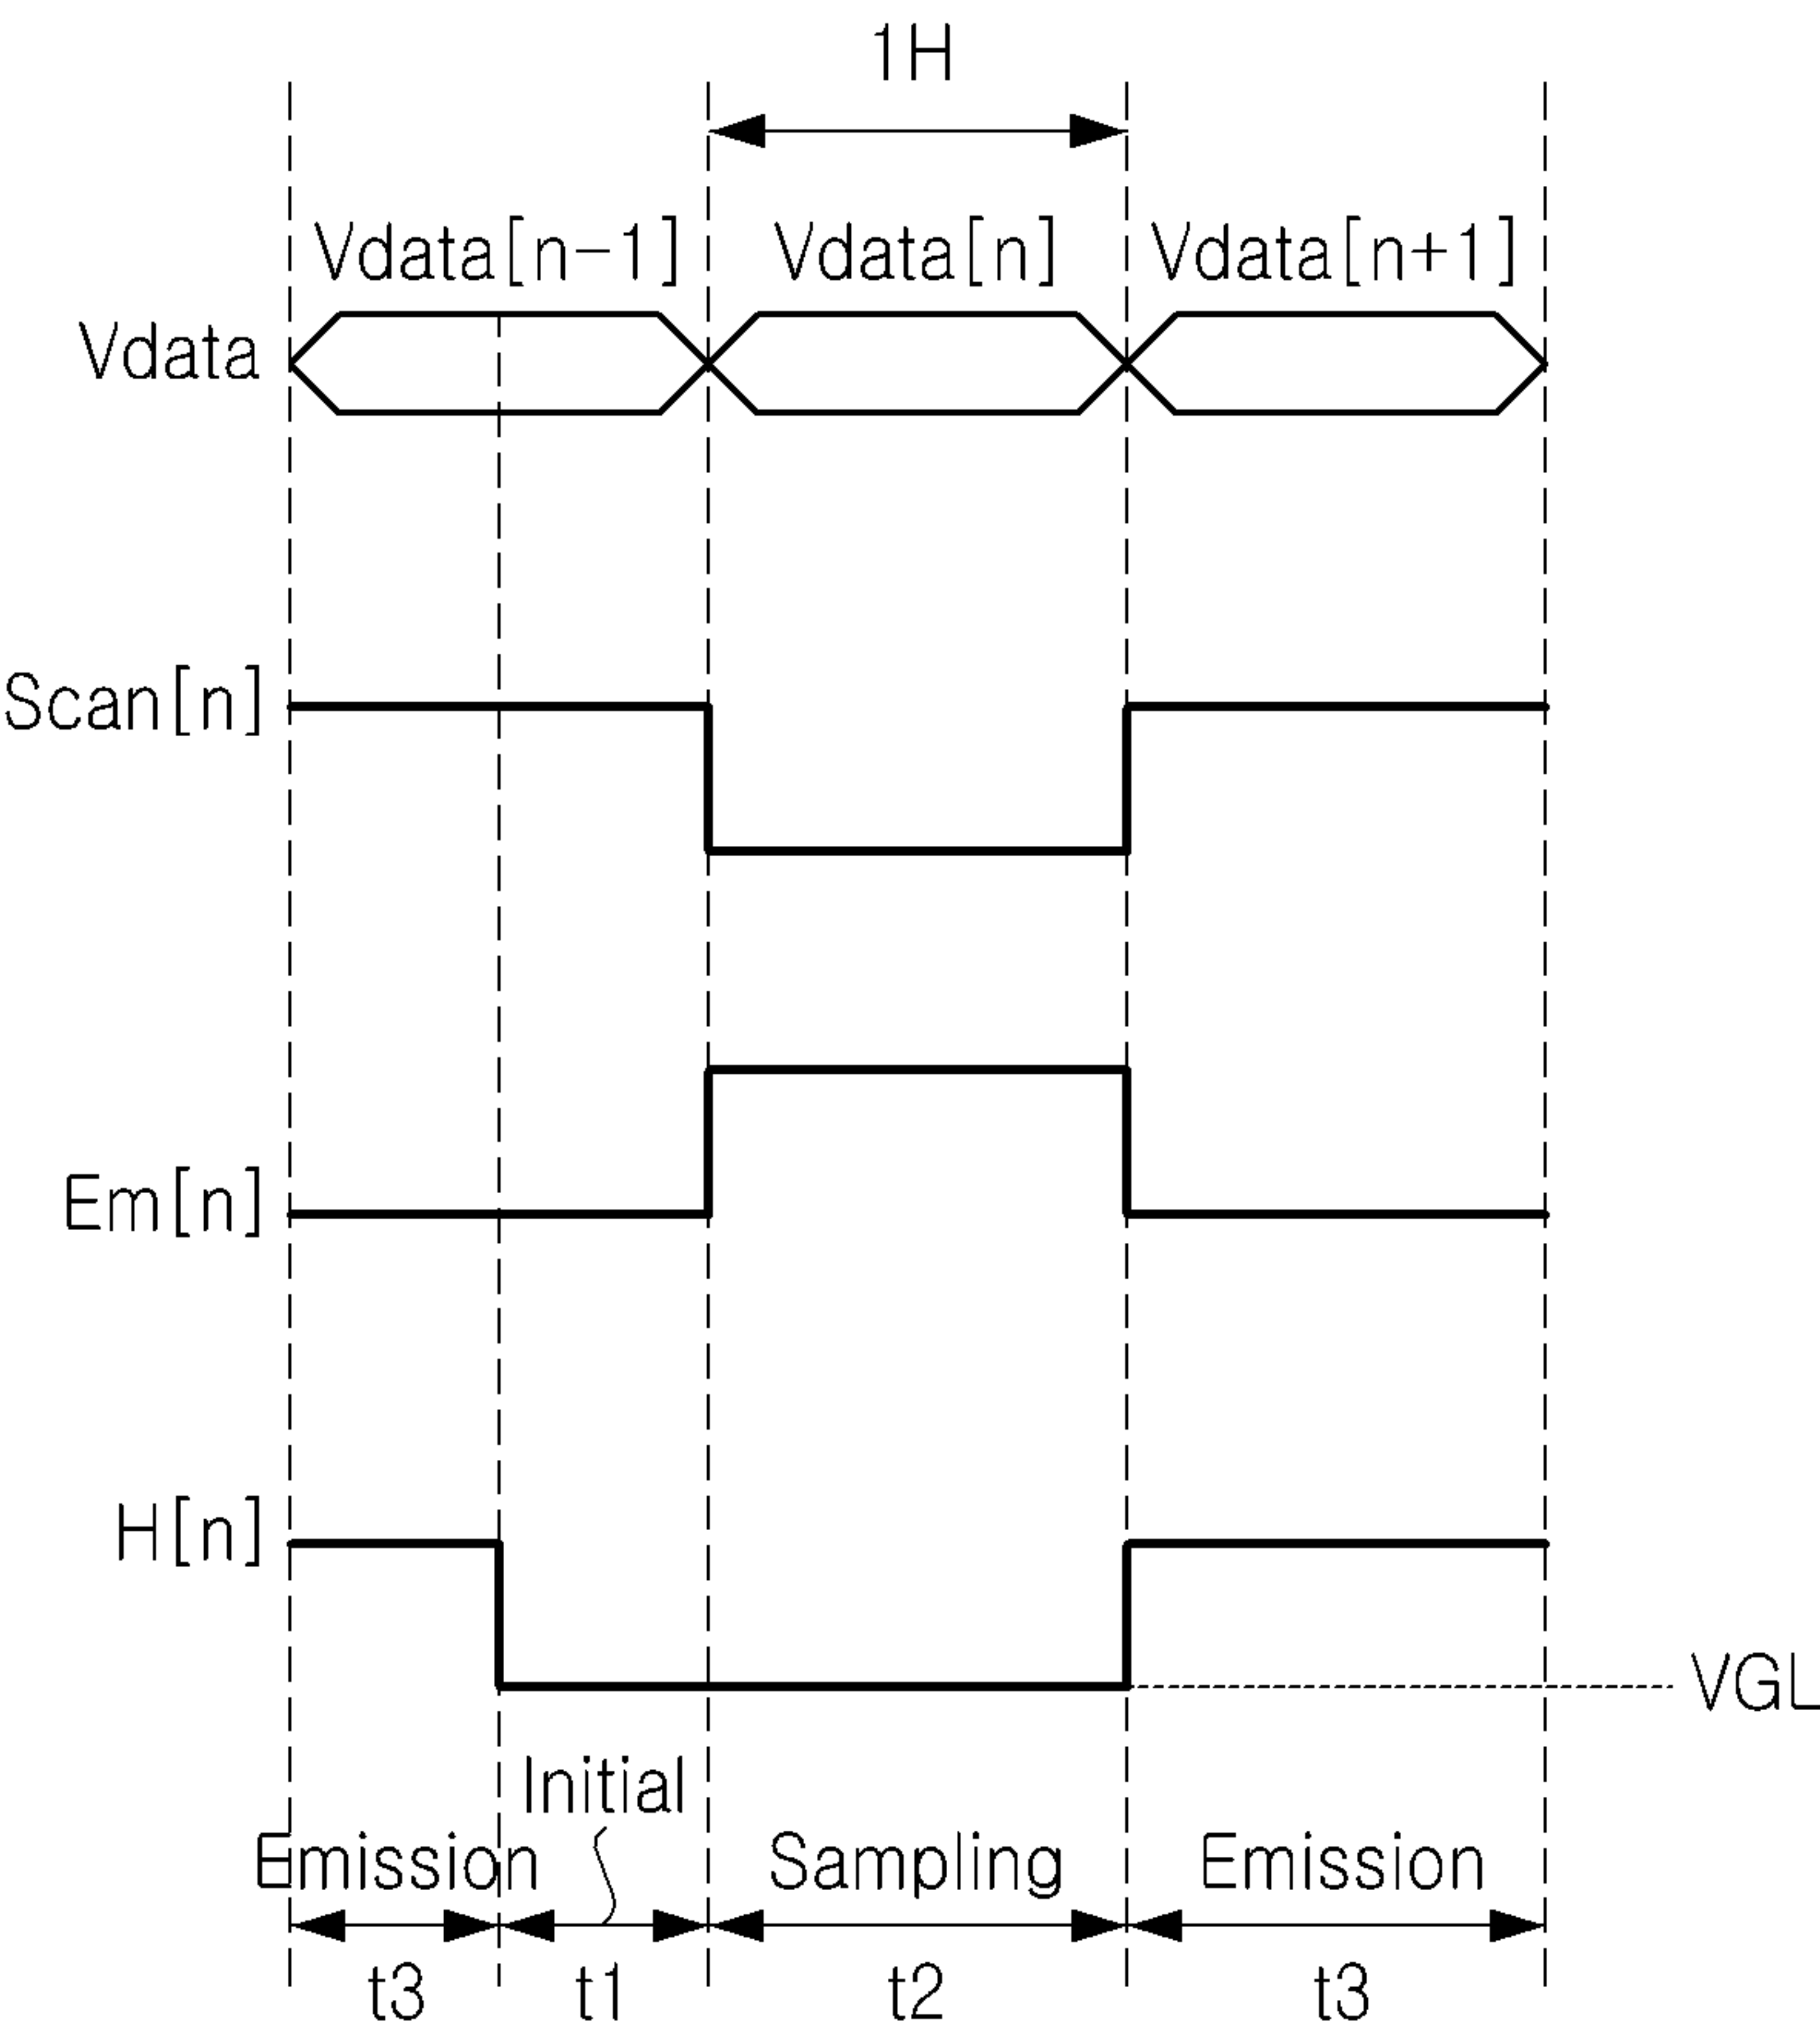 1H
Vdata[n-1] Vdata[n] Vdata[n+1]
Vdata
Scan[n]
Em[n]
H[n]
VGL
Initial
Emission Sampling Emission
t3 t1 t2 t3